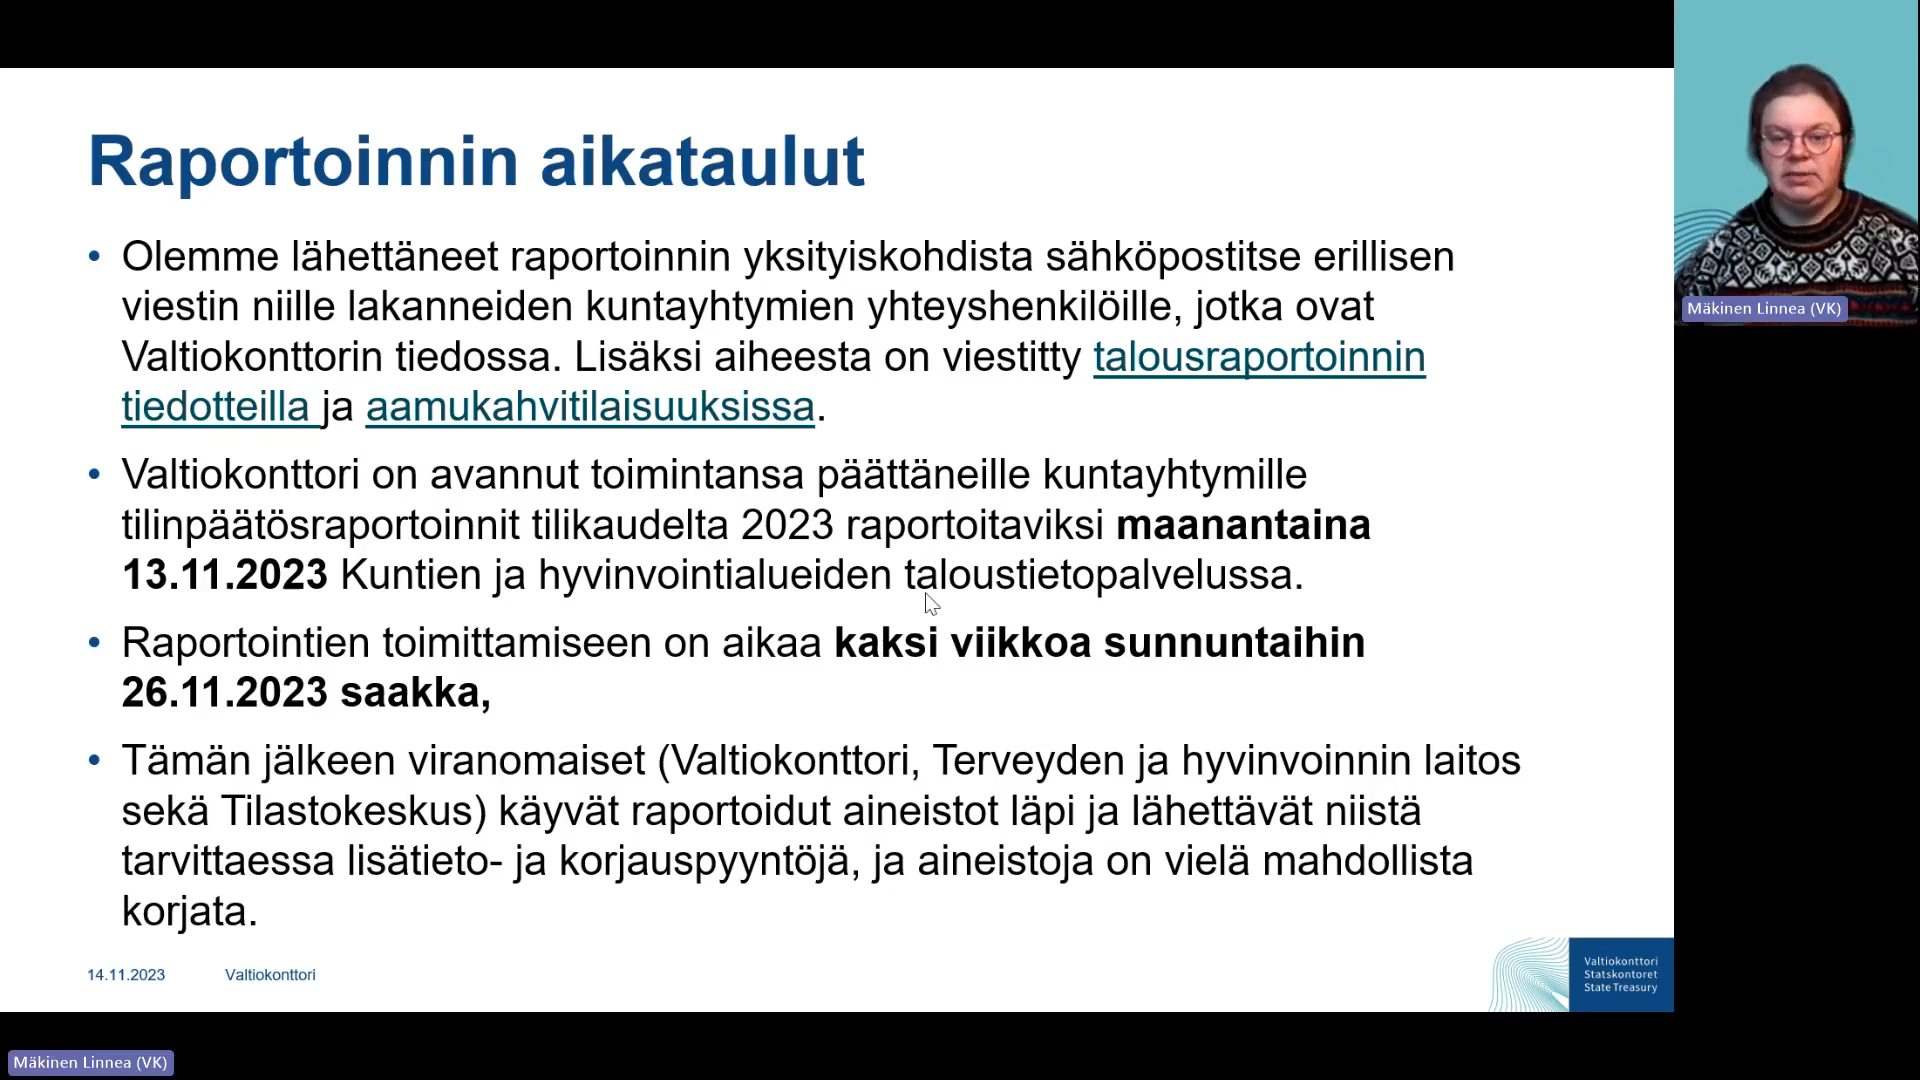 Raportoinnin aikataulut
• Olemme lähettäneet raportoinnin yksityiskohdista sähköpostitse erillisen
viestin niille lakanneiden kuntayhtymien yhteyshenkilöille, jotka ovat
Valtiokonttorin tiedossa. Lisäksi aiheesta on viestitty talousraportoinnin
tiedotteilla ja aamukahvitilaisuuksissa.
• Valtiokonttori on avannut toimintansa päättäneille kuntayhtymille
tilinpäätösraportoinnit tilikaudelta 2023 raportoitaviksi maanantaina
13.11.2023 Kuntien ja hyvinvointialueiden taloustietopalvelussa.
• Raportointien toimittamiseen on aikaa kaksi viikkoa sunnuntaihin
26.11.2023 saakka,
• Tämän jälkeen viranomaiset (Valtiokonttori, Terveyden ja hyvinvoinnin laitos
sekä Tilastokeskus) käyvät raportoidut aineistot läpi ja lähettävät niistä
tarvittaessa lisätieto- ja korjauspyyntöjä, ja aineistoja on vielä mahdollista
korjata.
14.11.2023 Valtiokonttori
Valtiokonttori
Statskontoret
State Treasury
Mäkinen Linnea (VK)
Mäkinen Linnea (VK)